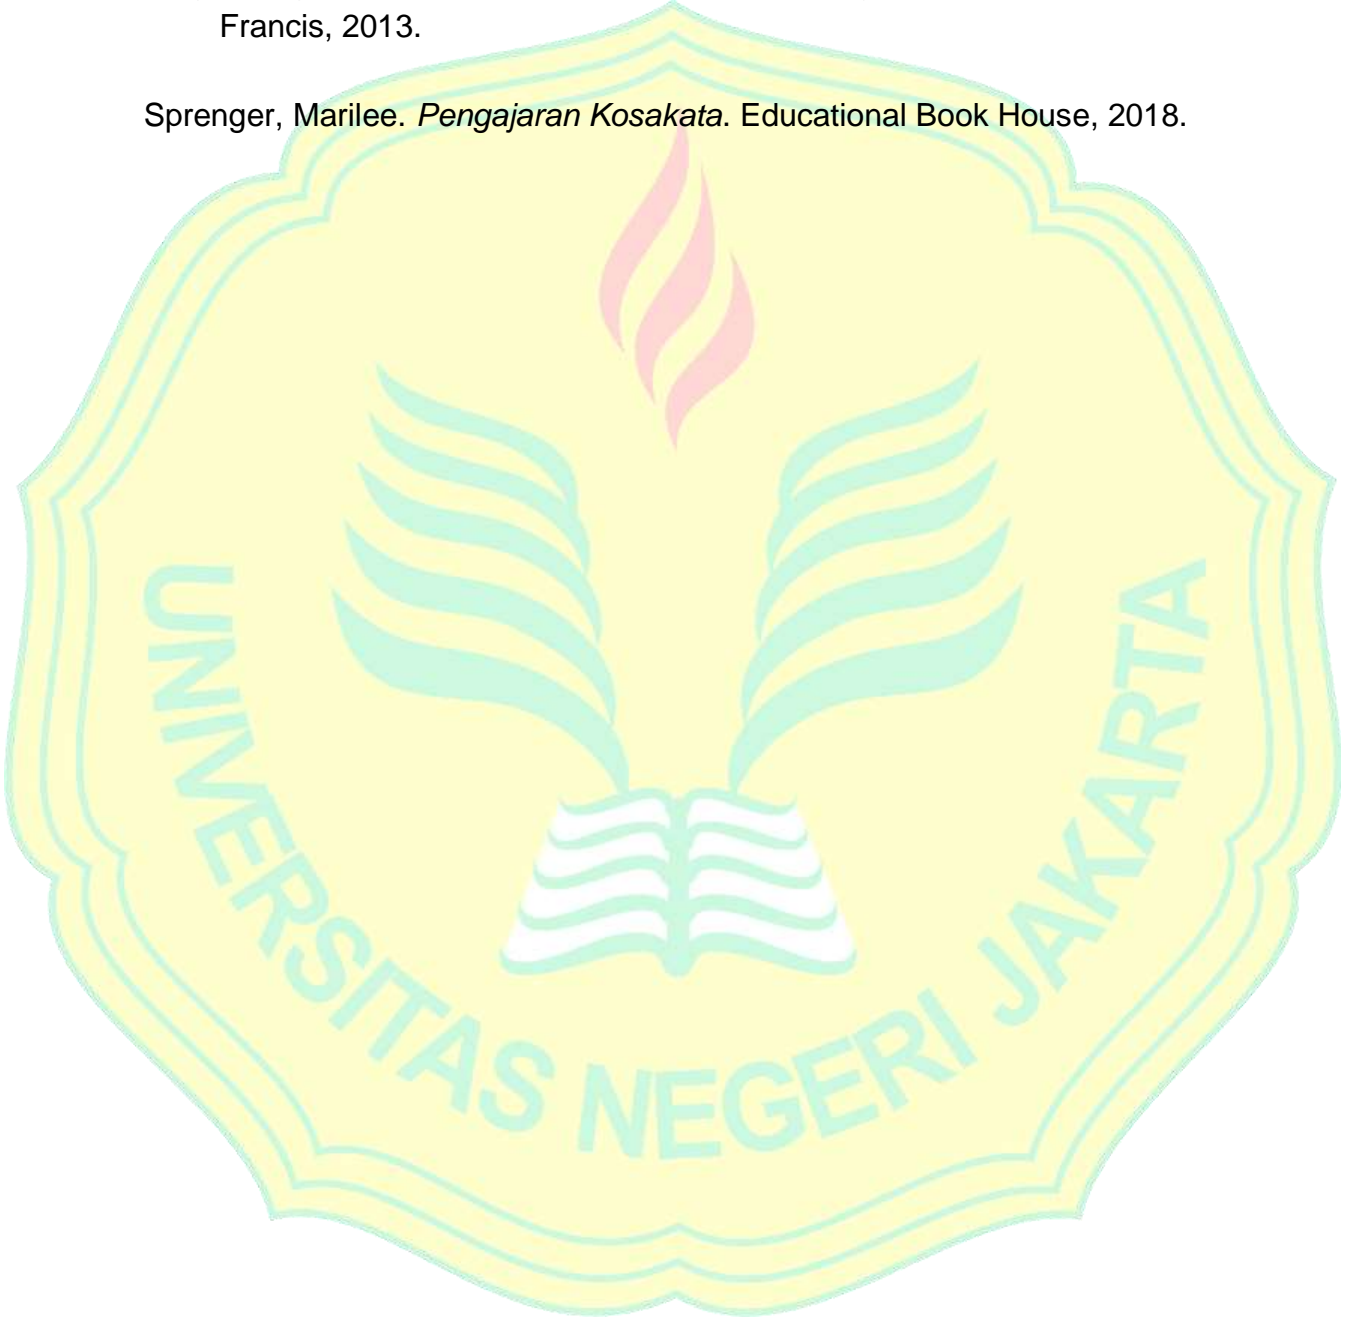 Francis, 2013.
Sprenger, Marilee. Pengajaran Kosakata. Educational Book House, 2018.
UNIVERSITAS NEGERI JAKARTA